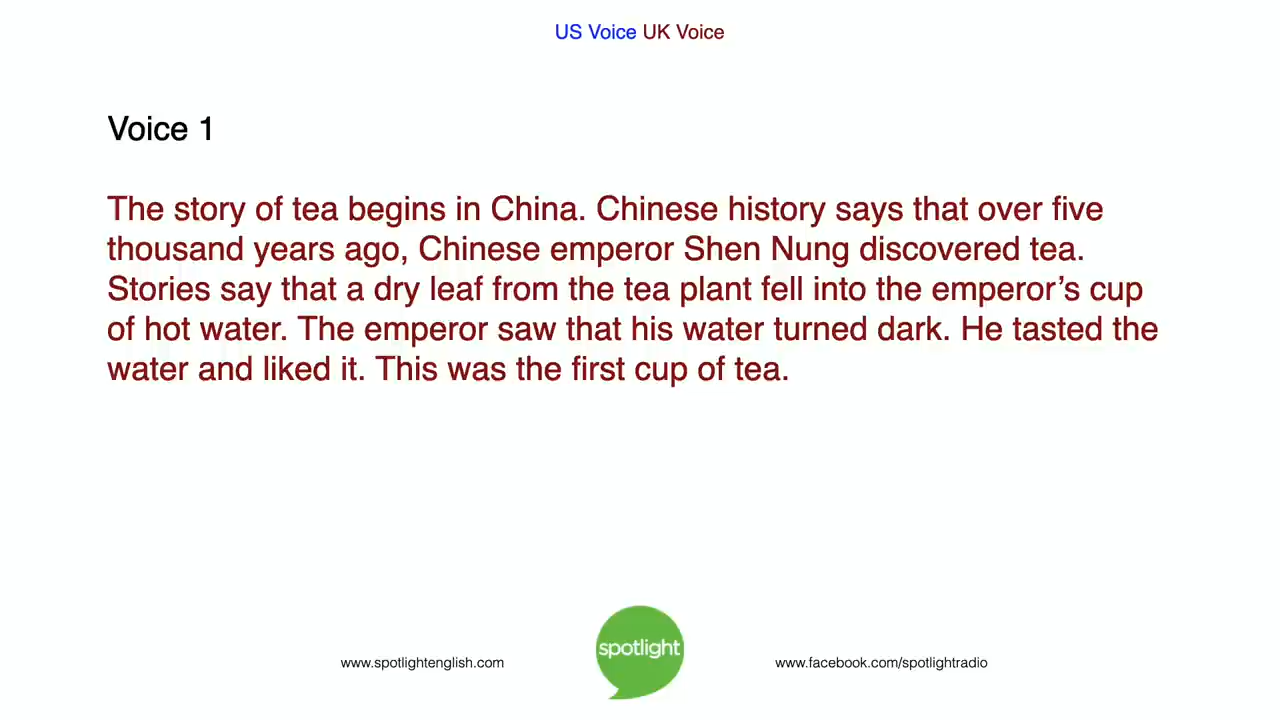 US Voice UK Voice
Voice 1
The story of tea begins in China. Chinese history says that over five
thousand years ago, Chinese emperor Shen Nung discovered tea.
Stories say that a dry leaf from the tea plant fell into the emperor’s cup
of hot water. The emperor saw that his water turned dark. He tasted the
water and liked it. This was the first cup of tea.
www.spotlightenglish.com
spotlight
www.facebook.com/spotlightradio